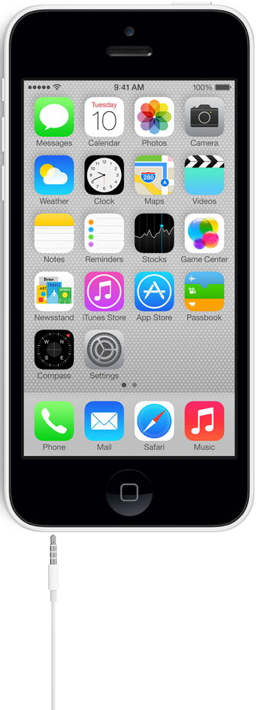 9:41 AM 100%
Tuesday
10
280
Messages Calendar Photos Camera
Weather Clock Maps Videos
Notes Reminders Stocks Game Center
Newsstand iTunes Store App Store Passbook
N
W E
S
Compass Settings
Phone Mail Safari Music